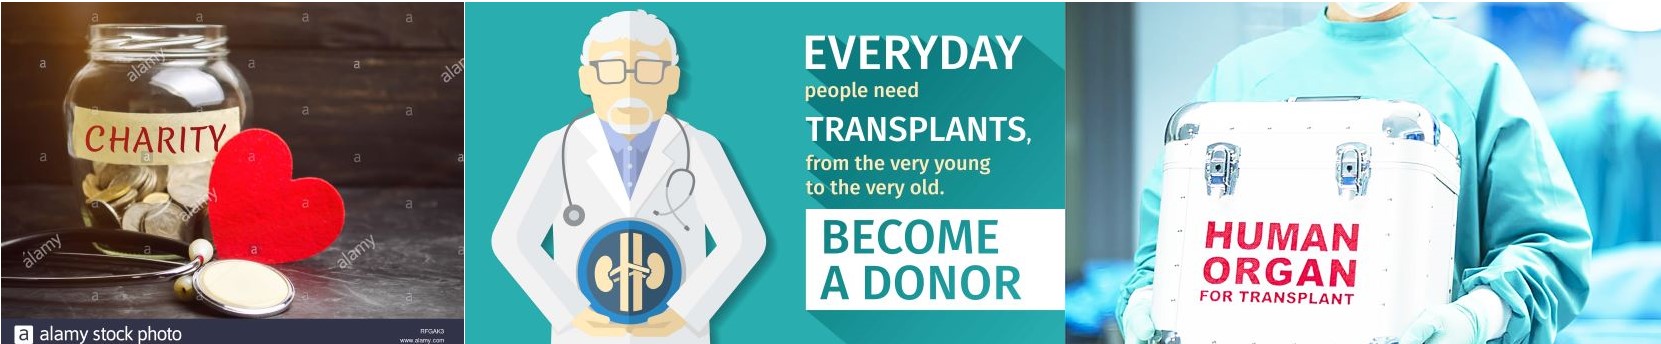 CHARITY
alamy
a alamy stock photo
RFGAK3
www.alamy.com
EVERYDAY
people need
TRANSPLANTS,
from the very young
to the very old.
BECOME
A DONOR
HUMAN
ORGAN
FOR TRANSPLANT